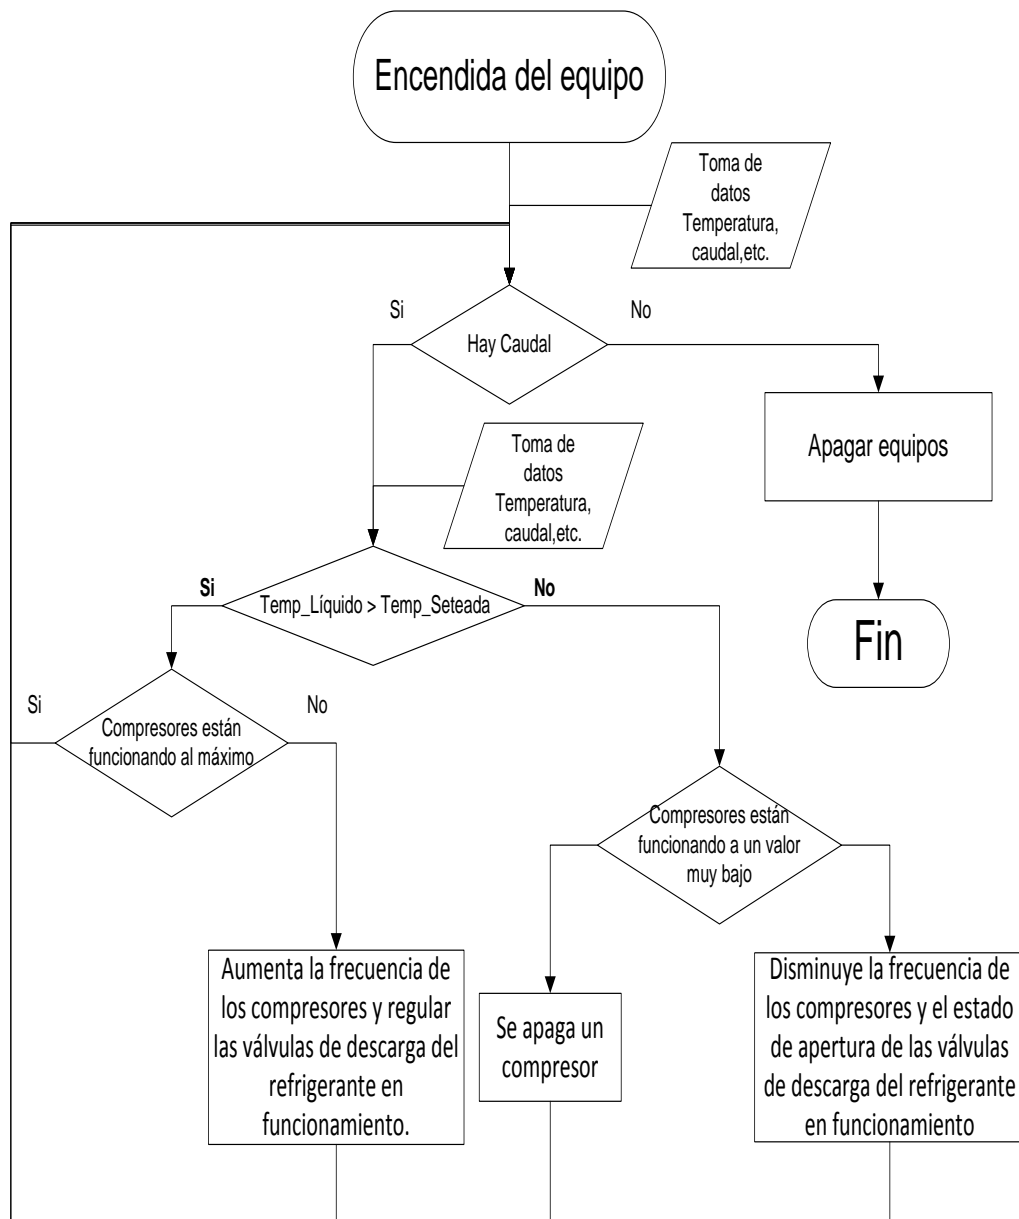 Encendida del equipo
Toma de
datos
Temperatura,
caudal,etc.
Si
No
Hay Caudal
Apagar equipos
Toma de
datos
Temperatura,
caudal,etc.
Si
No
Temp_Líquido > Temp_Seteada
Fin
Si
No
Compresores están
funcionando al máximo
Compresores están
funcionando a un valor
muy bajo
Aumenta la frecuencia de
los compresores y regular
las válvulas de descarga del
refrigerante en
funcionamiento.
Se apaga un
compresor
Disminuye la frecuencia de
los compresores y el estado
de apertura de las válvulas
de descarga del refrigerante
en funcionamiento